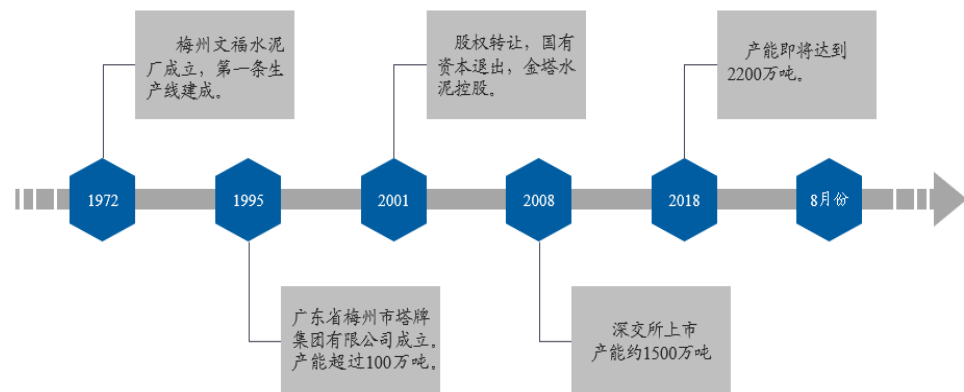 梅州文福水泥
厂成立，第一条生
产线建成。
股权转让，国有
资本退出，金塔水
泥控股。
产能即将达到
2200万吨。
1972
1995
2001
2008
2018
8月份
广东省梅州市塔牌
集团有限公司成立。
产能超过100万吨。
深交所上市
产能约1500万吨